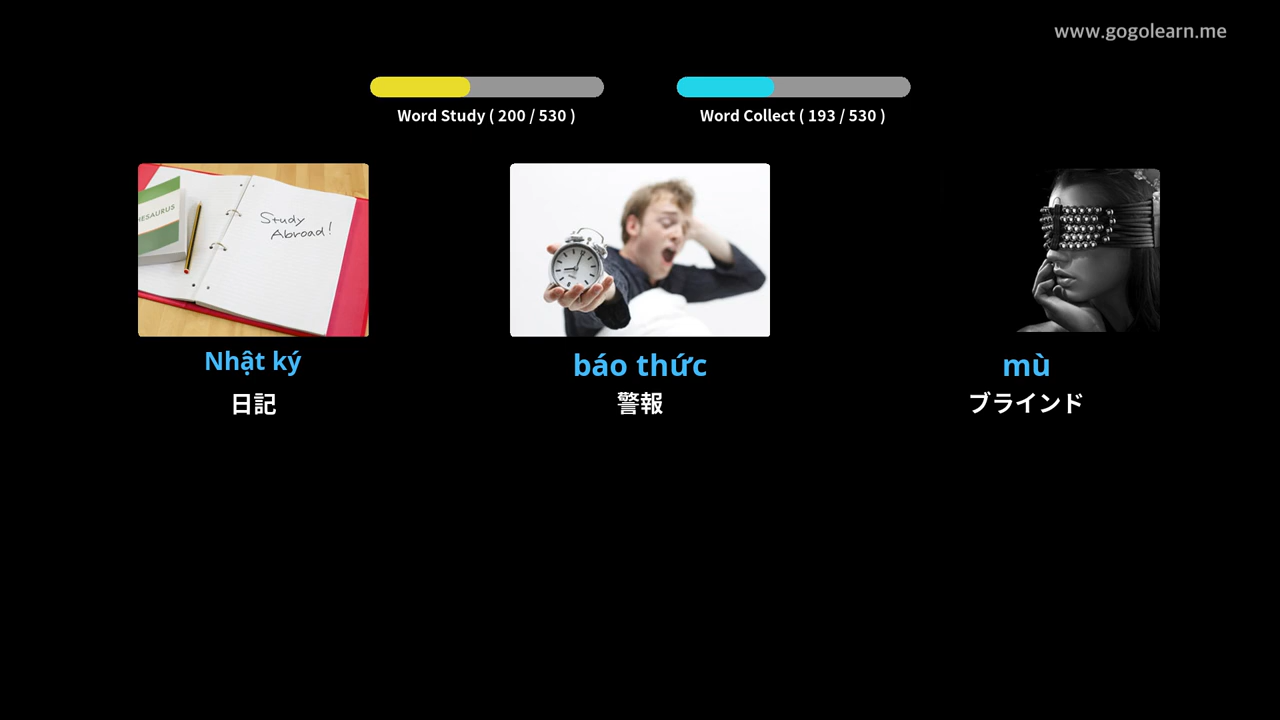 www.gogolearn.me
Word Study ( 200 / 530 )
Word Collect ( 193 / 530 )
HESAURUS
Study
Abroad!
Nhật ký
báo thức
mù
日記
警報
ブラインド